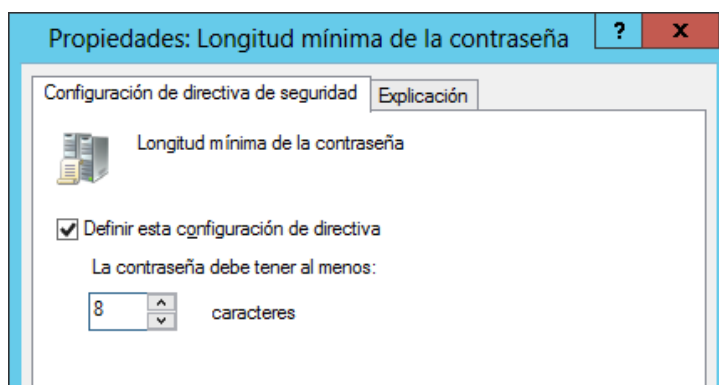 Propiedades: Longitud mínima de la contraseña ? x
Configuración de directiva de seguridad Explicación
Longitud mínima de la contraseña
Definir esta configuración de directiva
La contraseña debe tener al menos:
8 caracteres